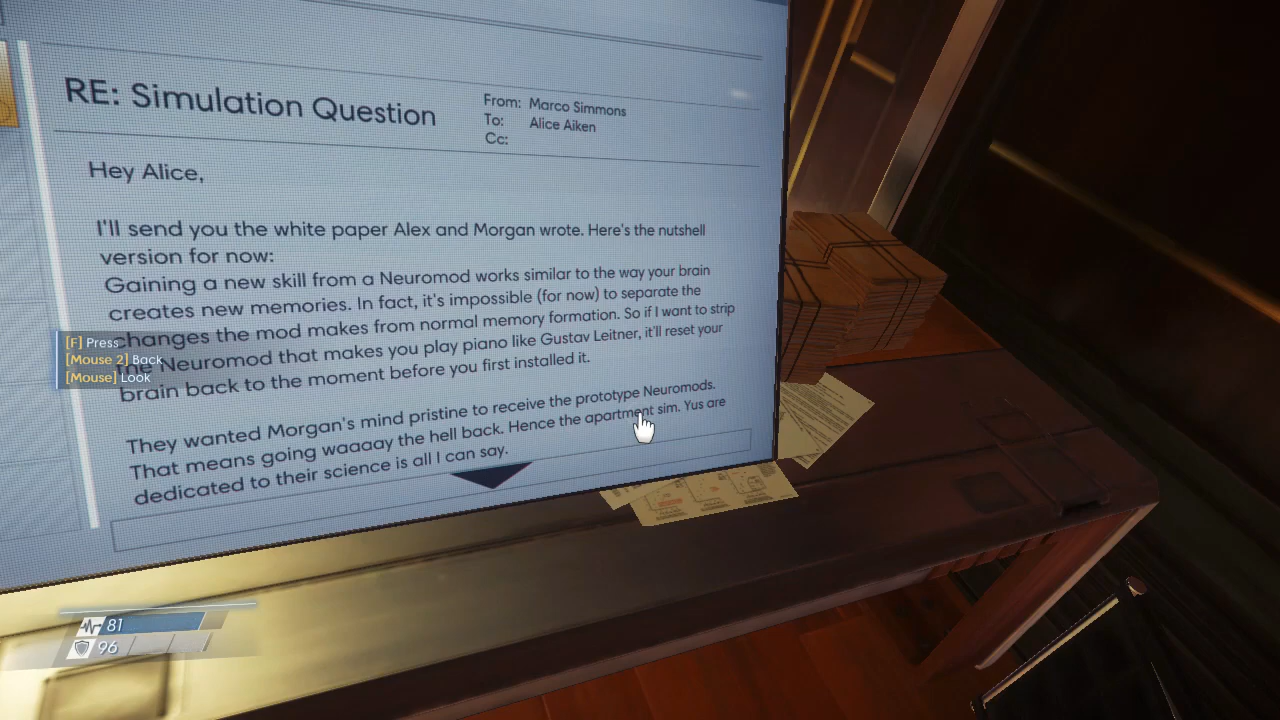 RE: Simulation Question
From: Marco Simmons
To: Alice Aiken
Cc:
Hey Alice,
I'll send you the white paper Alex and Morgan wrote. Here's the nutshell
version for now:
Gaining a new skill from a Neuromod works similar to the way your brain
creates new memories. In fact, it's impossible (for now) to separate the
changes the mod makes from normal memory formation. So if I want to strip
the Neuromod that makes you play piano like Gustav Leitner, it'll reset your
brain back to the moment before you first installed it.
They wanted Morgan's mind pristine to receive the prototype Neuromods.
That means going waaaay the hell back. Hence the apartment sim. Yus are
dedicated to their science is all I can say.
[F] Press
[Mouse 2] Back
[Mouse] Look
81
96